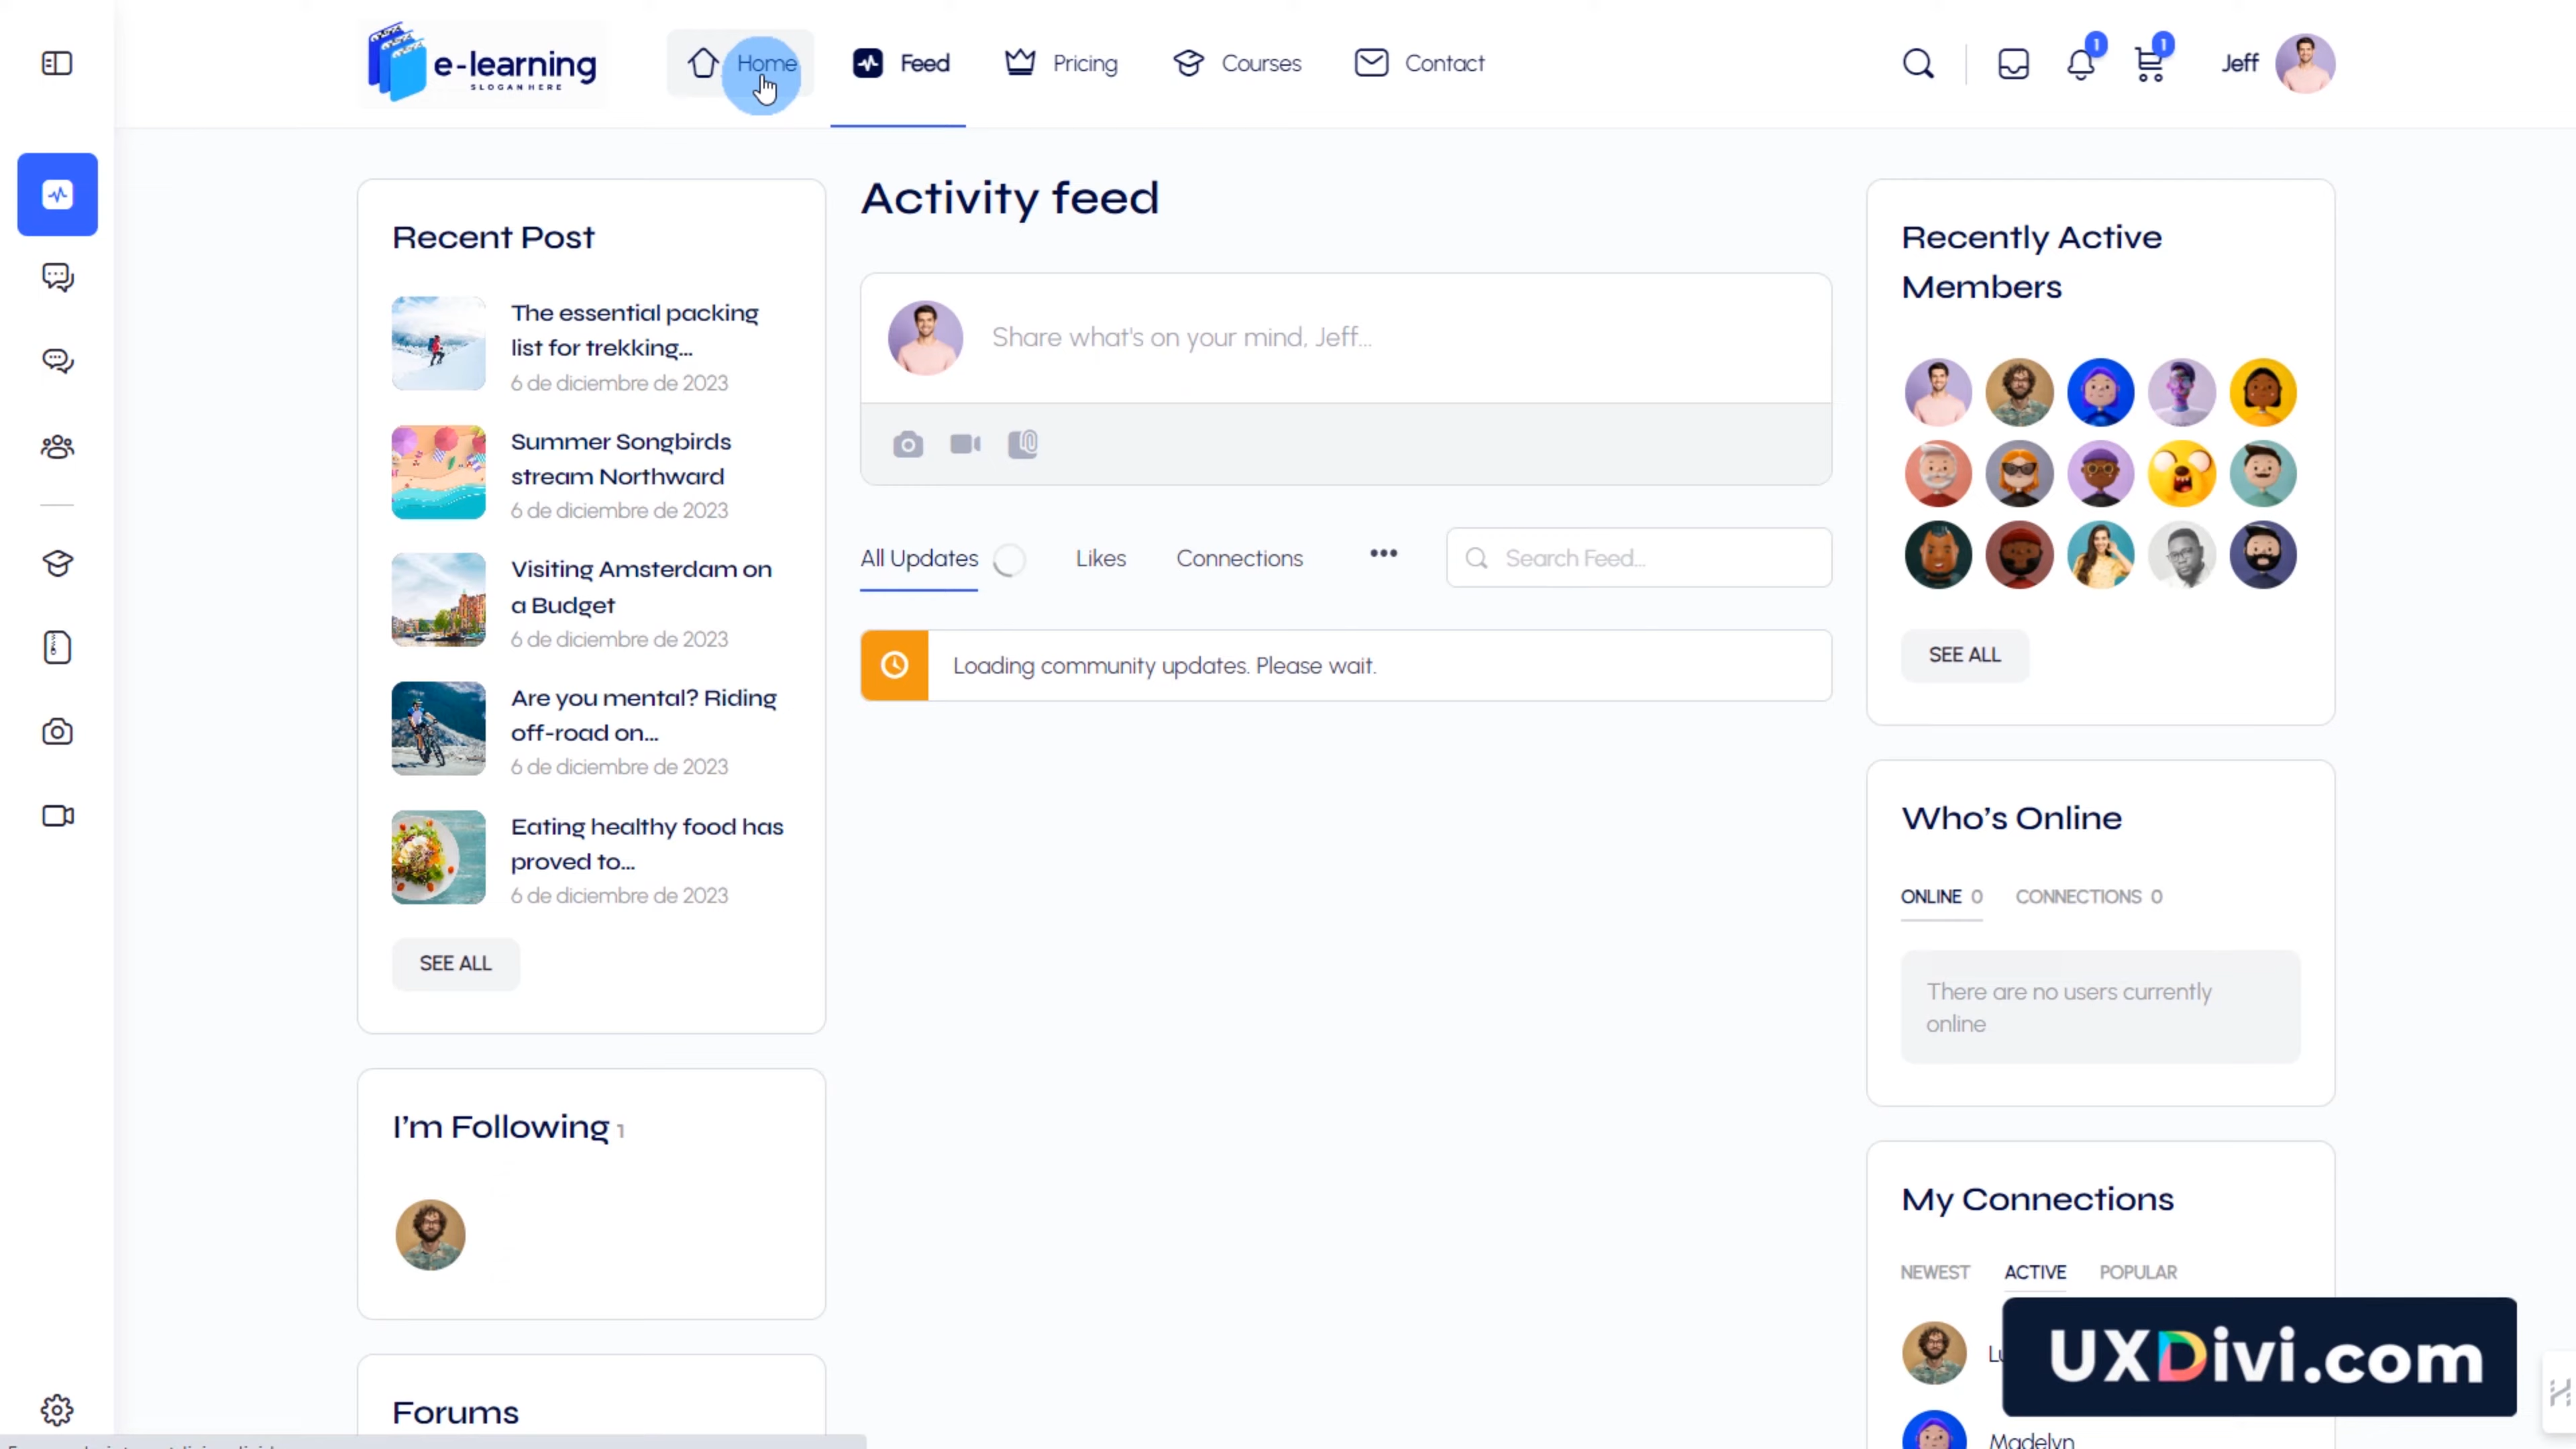 e-learning
SLOGAN HERE
Home
Feed
Pricing
Courses
Contact
1
1
Jeff
Recent Post
The essential packing
list for trekking...
6 de diciembre de 2023
Summer Songbirds
stream Northward
6 de diciembre de 2023
Visiting Amsterdam on
a Budget
6 de diciembre de 2023
Are you mental? Riding
off-road on...
6 de diciembre de 2023
Eating healthy food has
proved to...
6 de diciembre de 2023
SEE ALL
I'm Following 1
Forums
Activity feed
Share what's on your mind, Jeff...
All Updates
Likes
Connections
•••
Search Feed...
Loading community updates. Please wait.
Recently Active
Members
SEE ALL
Who's Online
ONLINE 0 CONNECTIONS 0
There are no users currently
online
My Connections
NEWEST ACTIVE POPULAR
Madelyn
UXDivi.com